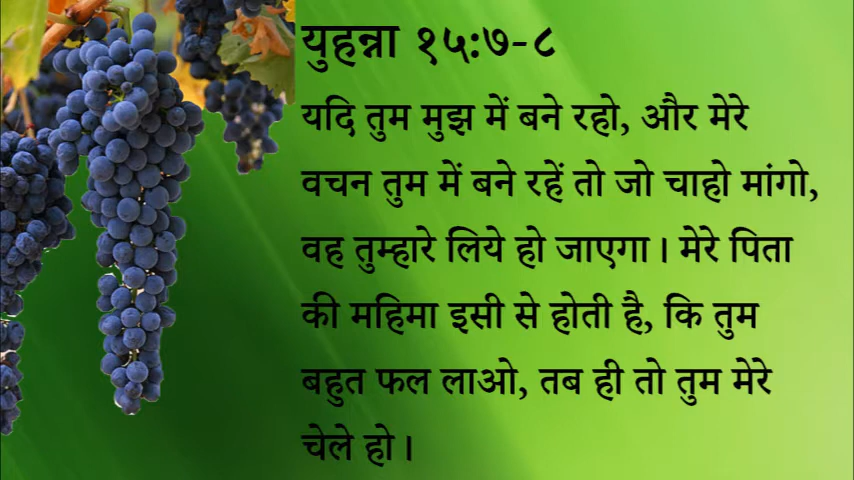 युहन्ना १५:७-८
यदि तुम मुझ में बने रहो, और मेरे
वचन तुम में बने रहें तो जो चाहो मांगो,
वह तुम्हारे लिये हो जाएगा। मेरे पिता
की महिमा इसी से होती है, कि तुम
बहुत फल लाओ, तब ही तो तुम मेरे
चेले हो।